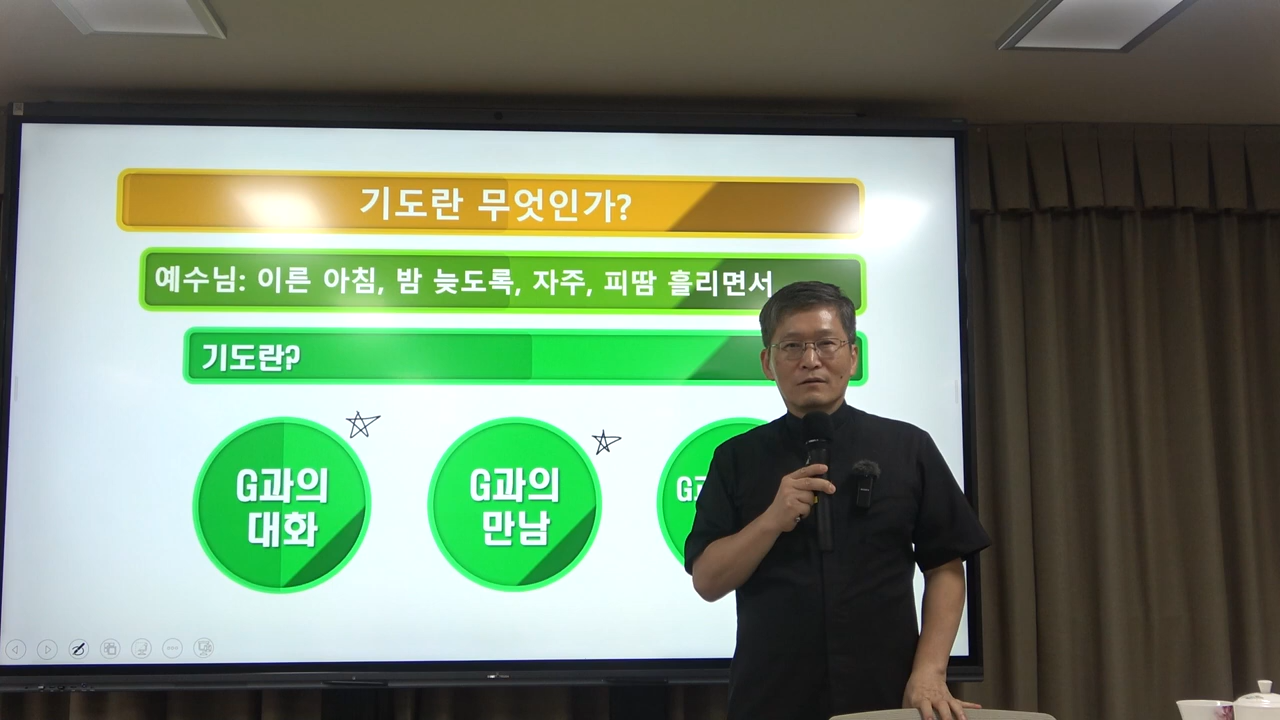 기도란 무엇인가?
예수님: 이른 아침, 밤 늦도록, 자주, 피땀 흘리면서
기도란?
G과의
대화
G과의
만남